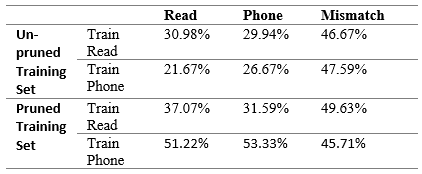 Read Phone Mismatch
Un- Train 30.98% 29.94% 46.67%
pruned Read
Training Train 21.67% 26.67% 47.59%
Set Phone
Pruned Train 37.07% 31.59% 49.63%
Training Read
Set Train 51.22% 53.33% 45.71%
Phone